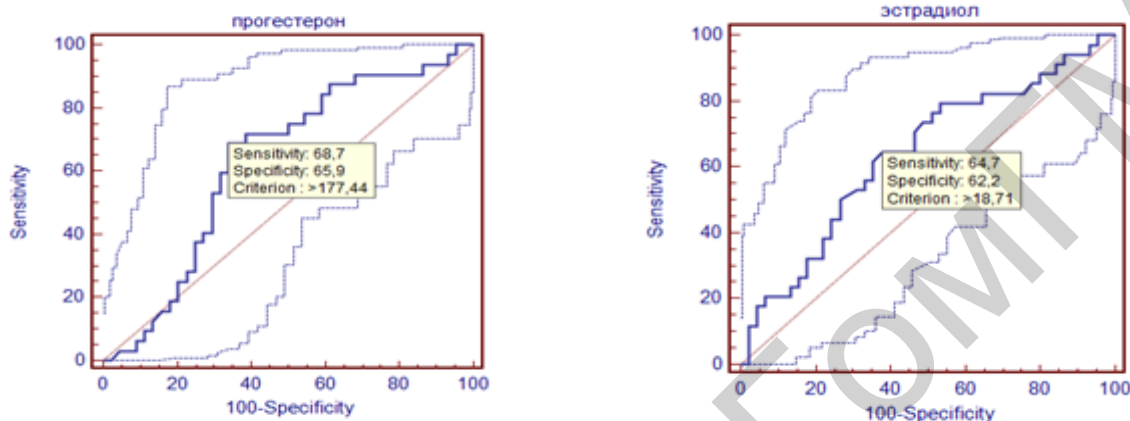 прогестерон
100
80
60
40
20
0
Sensitivity
Sensitivity: 68,7
Specificity: 65,9
Criterion : >177,44
0 20 40 60 80 100
100-Specificity
эстрадиол
100
80
60
40
20
0
Sensitivity
Sensitivity: 64,7
Specificity: 62,2
Criterion : >18,71
0 20 40 60 80 100
100-Specificity